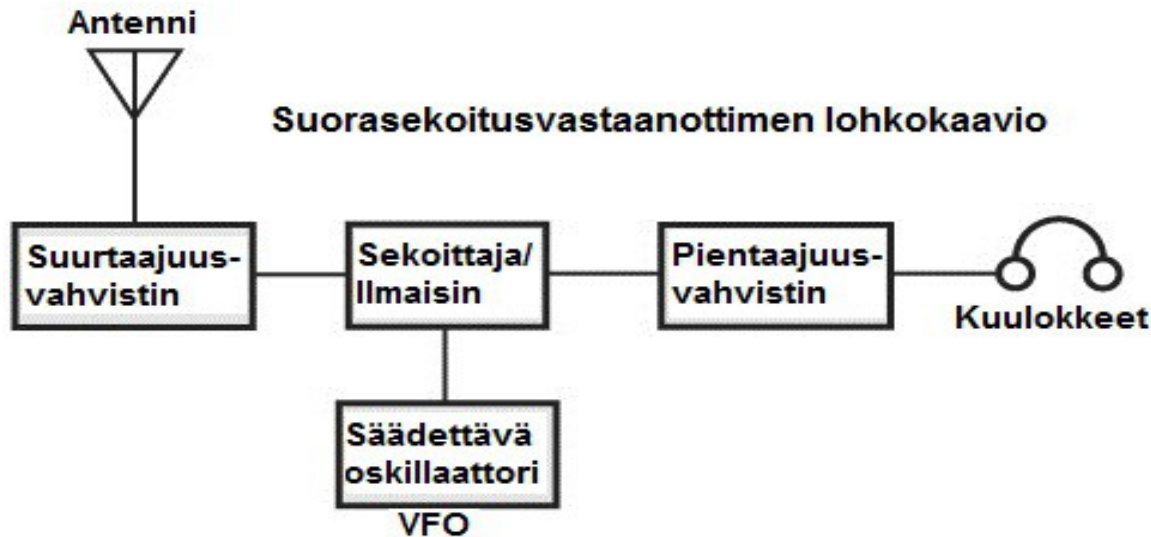 Antenni
Suorasekoitusvastaanottimen lohkokaavio
Suurtaajuus-
vahvistin
Sekoittaja/
Ilmaisin
Pientaajuus-
vahvistin
Kuulokkeet
Säädettävä
oskillaattori
VFO